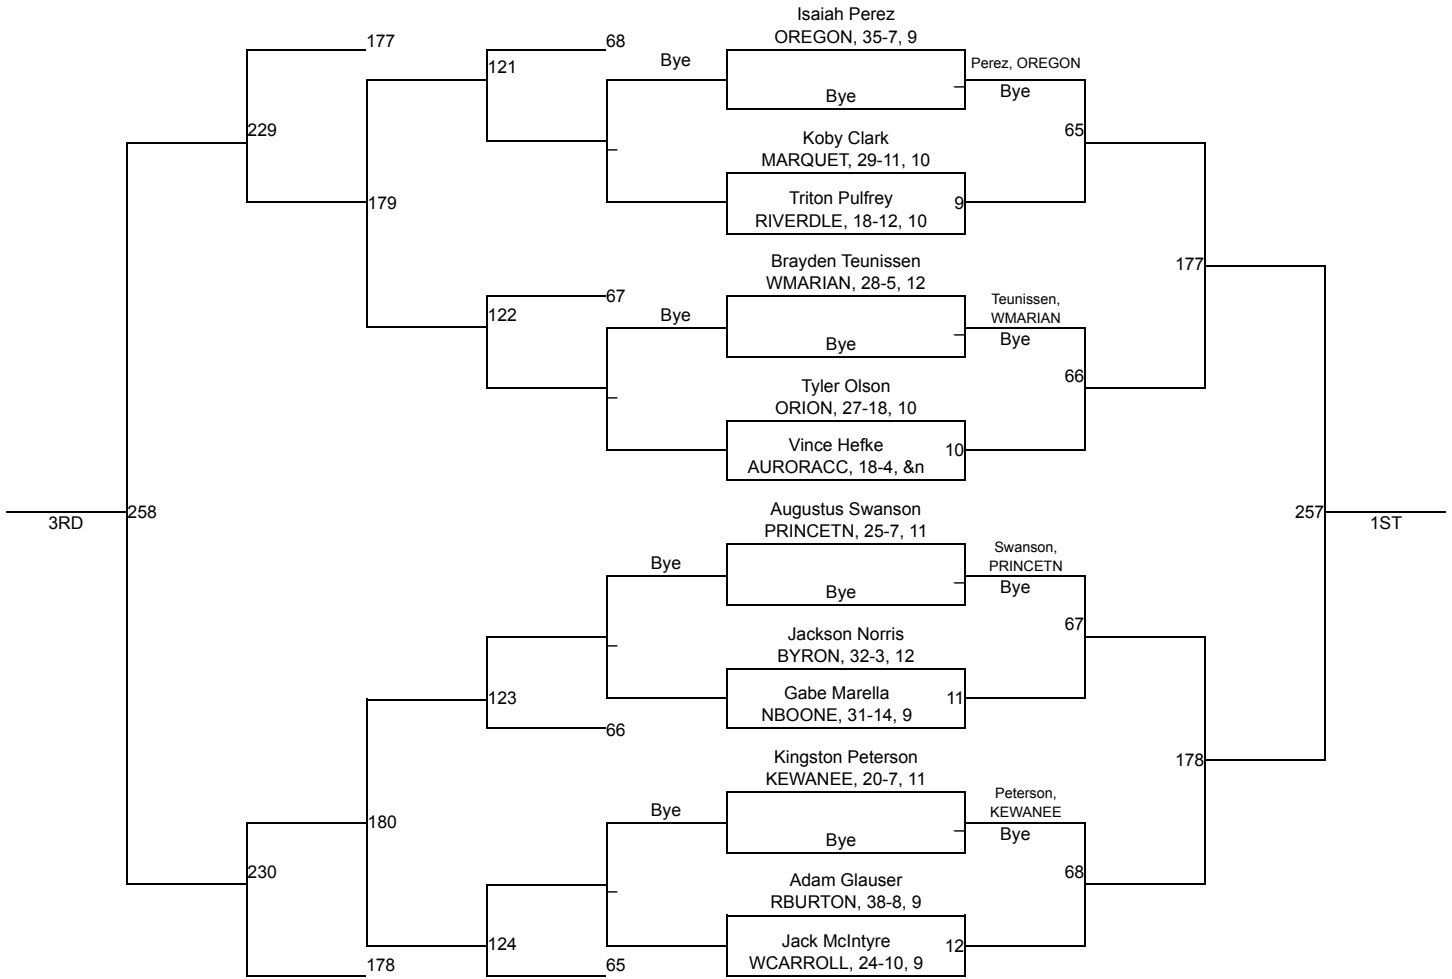 Isaiah Perez
177
68
OREGON, 35-7, 9
Bye
Perez, OREGON
121
Bye
Bye
229
65
Koby Clark
MARQUET, 29-11, 10
179
Triton Pulfrey
9
RIVERDLE, 18-12, 10
Brayden Teunissen
177
WMARIAN, 28-5, 12
67
Teunissen,
122
Bye
WMARIAN
Bye
Bye
66
Tyler Olson
ORION, 27-18, 10
Vince Hefke
10
AURORACC, 18-4, &n
Augustus Swanson
258
257
3RD
1ST
PRINCETN, 25-7, 11
Swanson,
Bye
PRINCETN
Bye
Bye
67
Jackson Norris
BYRON, 32-3, 12
123
Gabe Marella
11
NBOONE, 31-14, 9
66
Kingston Peterson
178
KEWANEE, 20-7, 11
Peterson,
Bye
KEWANEE
180
Bye
Bye
230
68
Adam Glauser
RBURTON, 38-8, 9
124
Jack McIntyre
12
WCARROLL, 24-10, 9
178
65